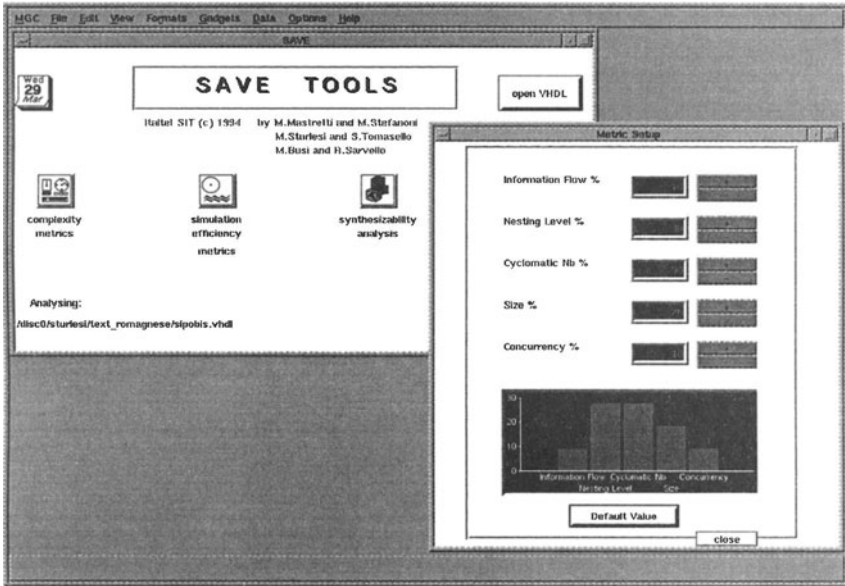 MGC File Edit View Formats Gadgets Data Options Help
SAVE
Wed
29
Mar
SAVE TOOLS
open VHDL
Italtel SIT (c) 1994 by M.Mastretti and M.Stefanoni
M.Sturlesi and S.Tomasello
M.Busi and R.Sarvello
complexity
metrics
simulation
efficiency
metrics
synthesizability
analysis
Analysing:
/disc0/sturlesi/text_romagnese/sipobis.vhdl
Metric Setup
Information Flow %
Nesting Level %
Cyclomatic Nb %
Size %
Concurrency %
30
20
10
0
Information Flow Cyclomatic Nb Concurrency
Nesting Level Size
Default Value
close